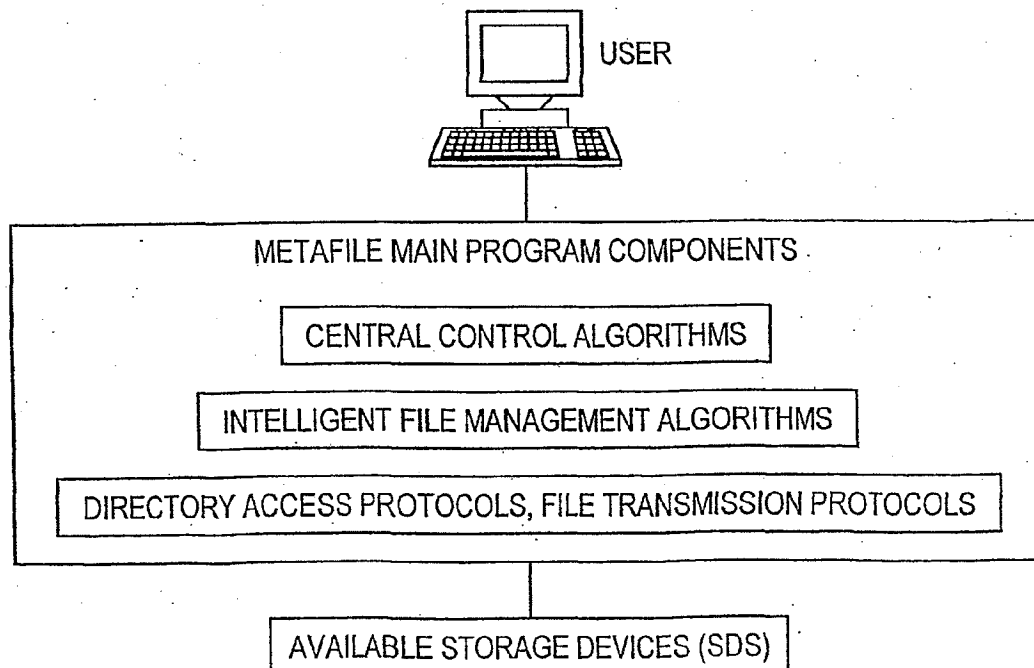 USER
METAFILE MAIN PROGRAM COMPONENTS
CENTRAL CONTROL ALGORITHMS
INTELLIGENT FILE MANAGEMENT ALGORITHMS
DIRECTORY ACCESS PROTOCOLS, FILE TRANSMISSION PROTOCOLS
AVAILABLE STORAGE DEVICES (SDS)